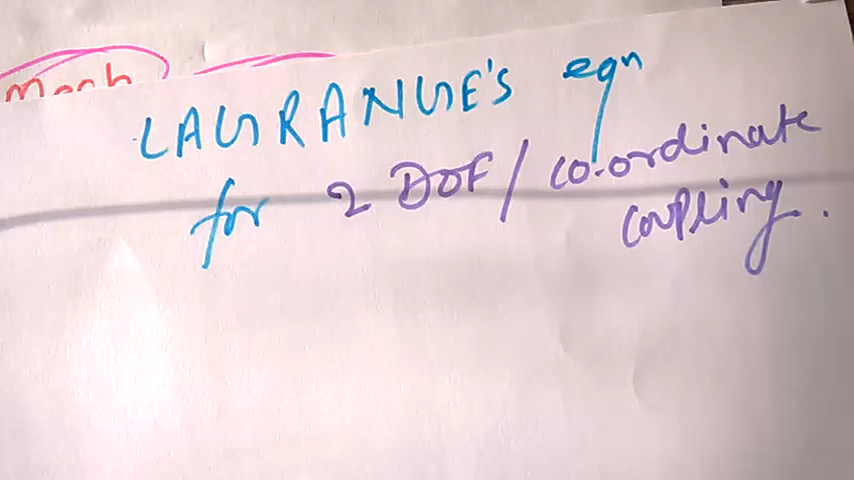 Mech
LAGRANGE'S eqn
for 2 DOF / co-ordinate
coupling.